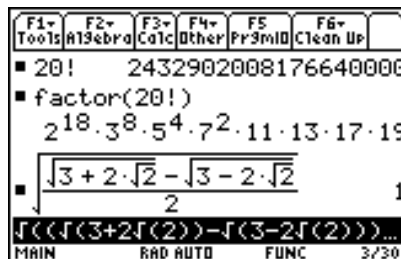 F1▾ F2▾ F3▾ F4▾ F5 F6▾
Tools Algebra Calc Other PrgmIO Clean Up
▪ 20! 2432902008176640000
▪ factor(20!)
2^18·3^8·5^4·7^2·11·13·17·19
▪ √((√(3 + 2·√2) − √(3 − 2·√2))/2) 1
√((√(3+2√(2))-√(3-2√(2)))...
MAIN RAD AUTO FUNC 3/30